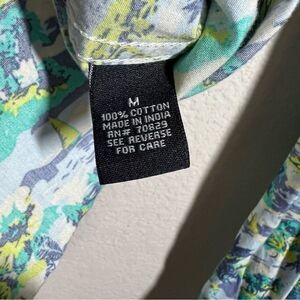 M
100% COTTON
MADE IN INDIA
RN# 70829
SEE REVERSE
FOR CARE